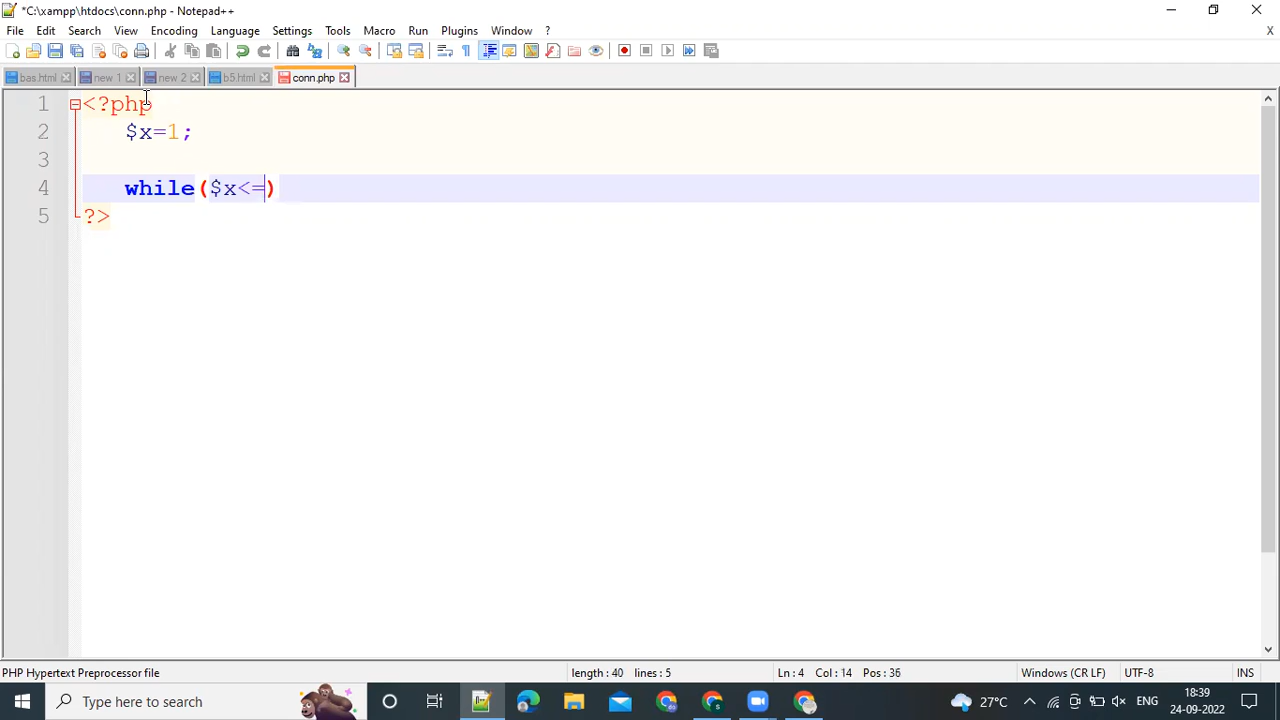 *C:\xampp\htdocs\conn.php - Notepad++
File Edit Search View Encoding Language Settings Tools Macro Run Plugins Window ? X
bas.html new 1 new 2 b5.html conn.php
1 <?php
2 $x=1;
3
4 while($x<=)
5 ?>
PHP Hypertext Preprocessor file length : 40 lines : 5 Ln : 4 Col : 14 Pos : 36 Windows (CR LF) UTF-8 INS
Type here to search 27°C ENG 18:39
24-09-2022